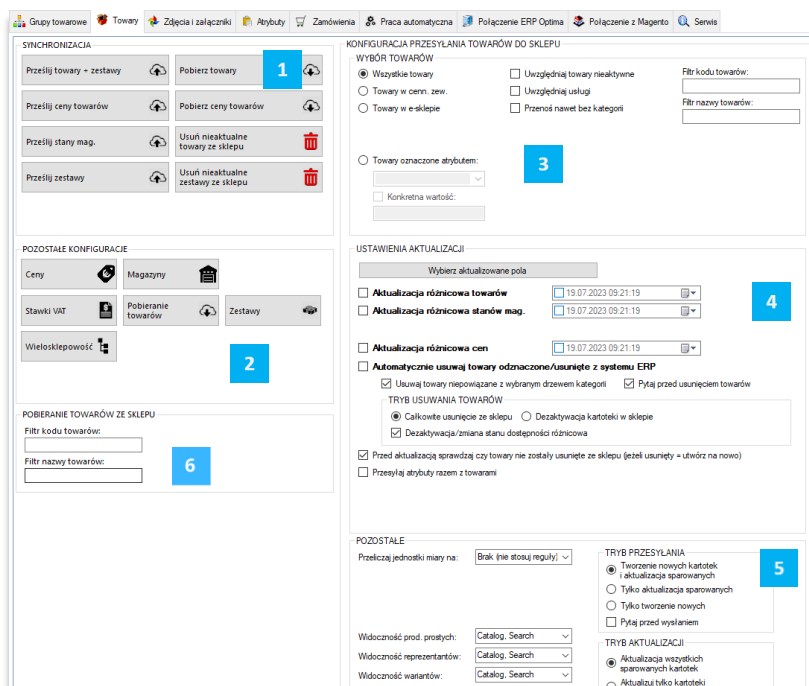 Grupy towarowe
Towary
Zdjęcia i załączniki
Atrybuty
Zamówienia
Praca automatyczna
Połączenie ERP Optima
Połączenie z Magento
Serwis
SYNCHRONIZACJA
Prześlij towary + zestawy
Pobierz towary
1
Prześlij ceny towarów
Pobierz ceny towarów
Prześlij stany mag.
Usuń nieaktualne
towary ze sklepu
Prześlij zestawy
Usuń nieaktualne
zestawy ze sklepu
POZOSTAŁE KONFIGURACJE
Ceny
Magazyny
Stawki VAT
Pobieranie
towarów
Zestawy
Wielosklepowość
2
POBIERANIE TOWARÓW ZE SKLEPU
Filtr kodu towarów:
Filtr nazwy towarów:
6
KONFIGURACJA PRZESYŁANIA TOWARÓW DO SKLEPU
WYBÓR TOWARÓW
Wszystkie towary
Uwzględniaj towary nieaktywne
Filtr kodu towarów:
Towary w cenn. zew.
Uwzględniaj usługi
Towary w e-sklepie
Przenoś nawet bez kategorii
Filtr nazwy towarów:
Towary oznaczone atrybutem:
3
Konkretna wartość:
USTAWIENIA AKTUALIZACJI
Wybierz aktualizowane pola
Aktualizacja różnicowa towarów
19.07.2023 09:21:19
Aktualizacja różnicowa stanów mag.
19.07.2023 09:21:19
4
Aktualizacja różnicowa cen
19.07.2023 09:21:19
Automatycznie usuwaj towary odznaczone/usunięte z systemu ERP
Usuwaj towary niepowiązane z wybranym drzewem kategorii
Pytaj przed usunięciem towarów
TRYB USUWANIA TOWARÓW
Całkowite usunięcie ze sklepu
Dezaktywacja kartoteki w sklepie
Dezaktywacja/zmiana stanu dostępności różnicowa
Przed aktualizacją sprawdzaj czy towary nie zostały usunięte ze sklepu (jeżeli usunięty = utwórz na nowo)
Przesyłaj atrybuty razem z towarami
POZOSTAŁE
Przeliczaj jednostki miary na:
Brak (nie stosuj reguły)
TRYB PRZESYŁANIA
Tworzenie nowych kartotek
i aktualizacja sparowanych
5
Tylko aktualizacja sparowanych
Tylko tworzenie nowych
Pytaj przed wysłaniem
Widoczność prod. prostych:
Catalog, Search
Widoczność reprezentantów:
Catalog, Search
Widoczność wariantów:
Catalog, Search
TRYB AKTUALIZACJI
Aktualizacja wszystkich
sparowanych kartotek
Aktualizuj tylko kartoteki